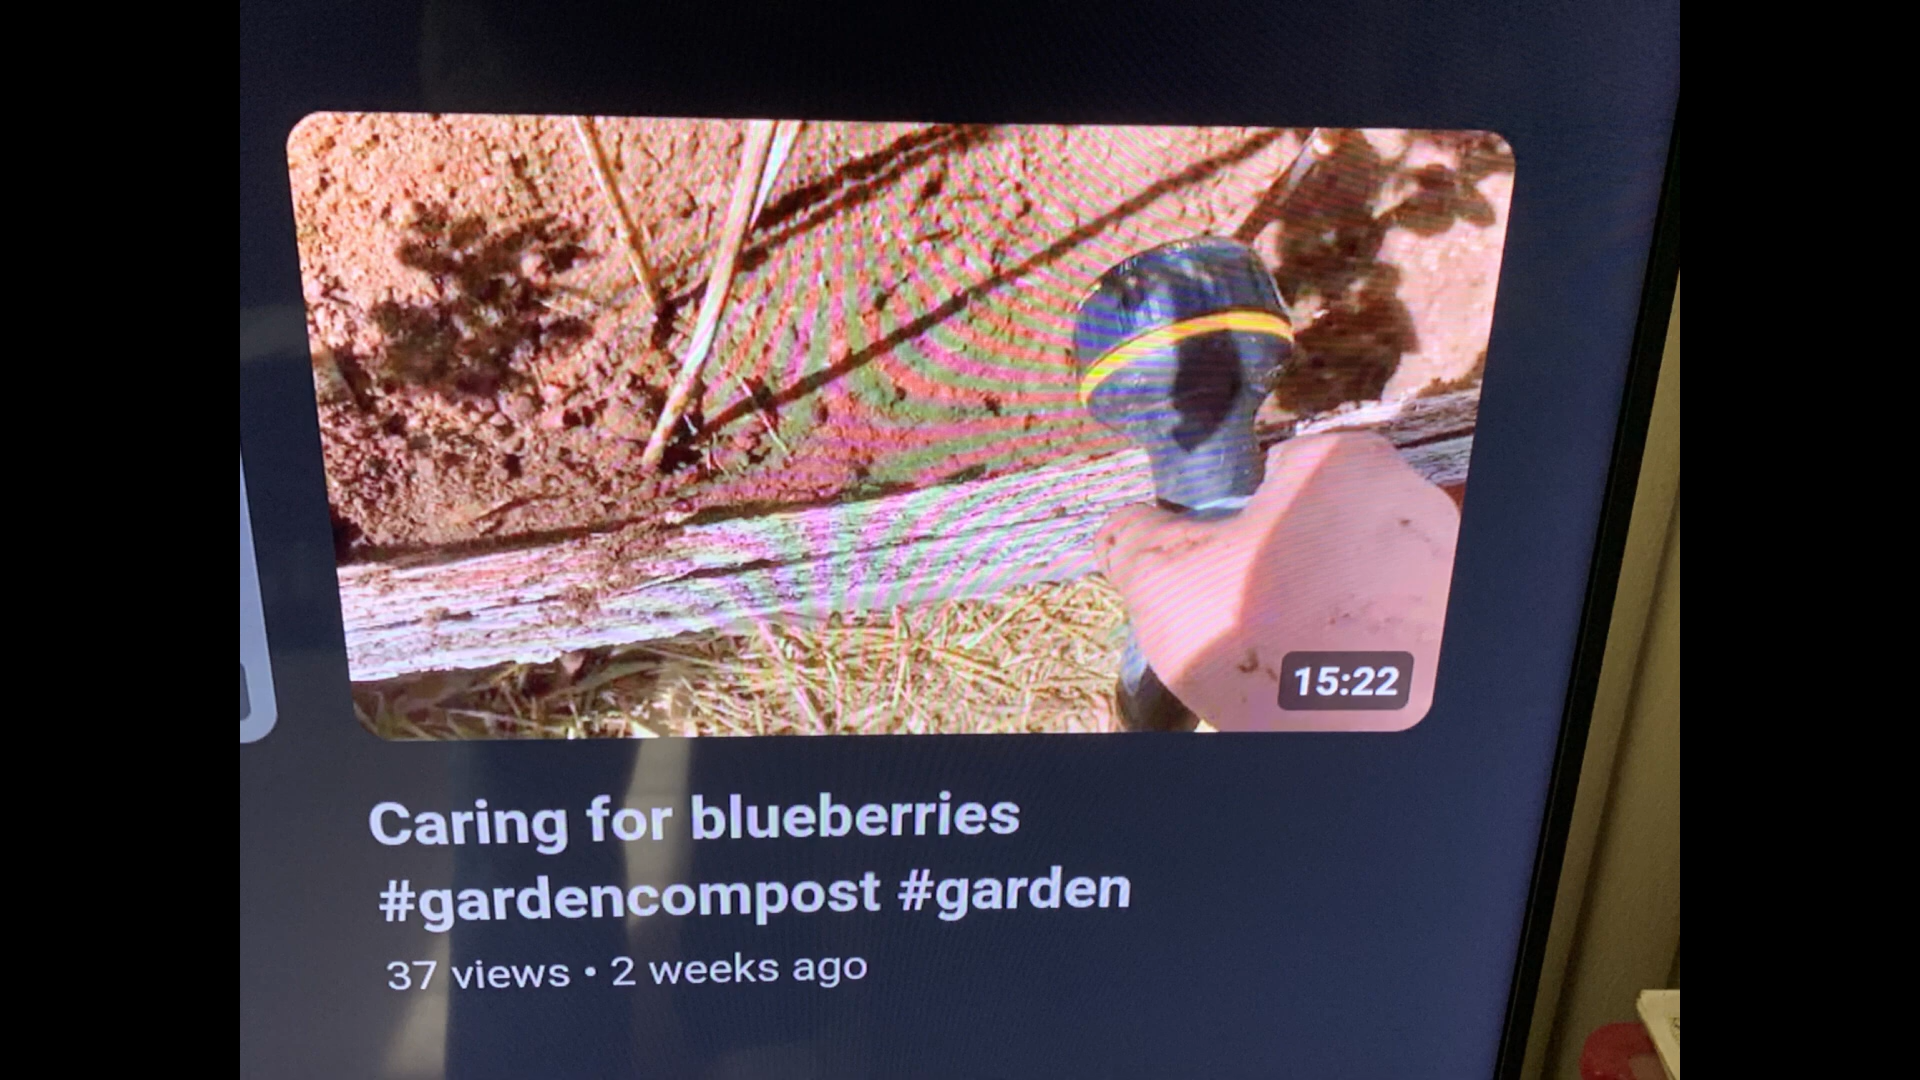 15:22
Caring for blueberries
#gardencompost #garden
37 views • 2 weeks ago